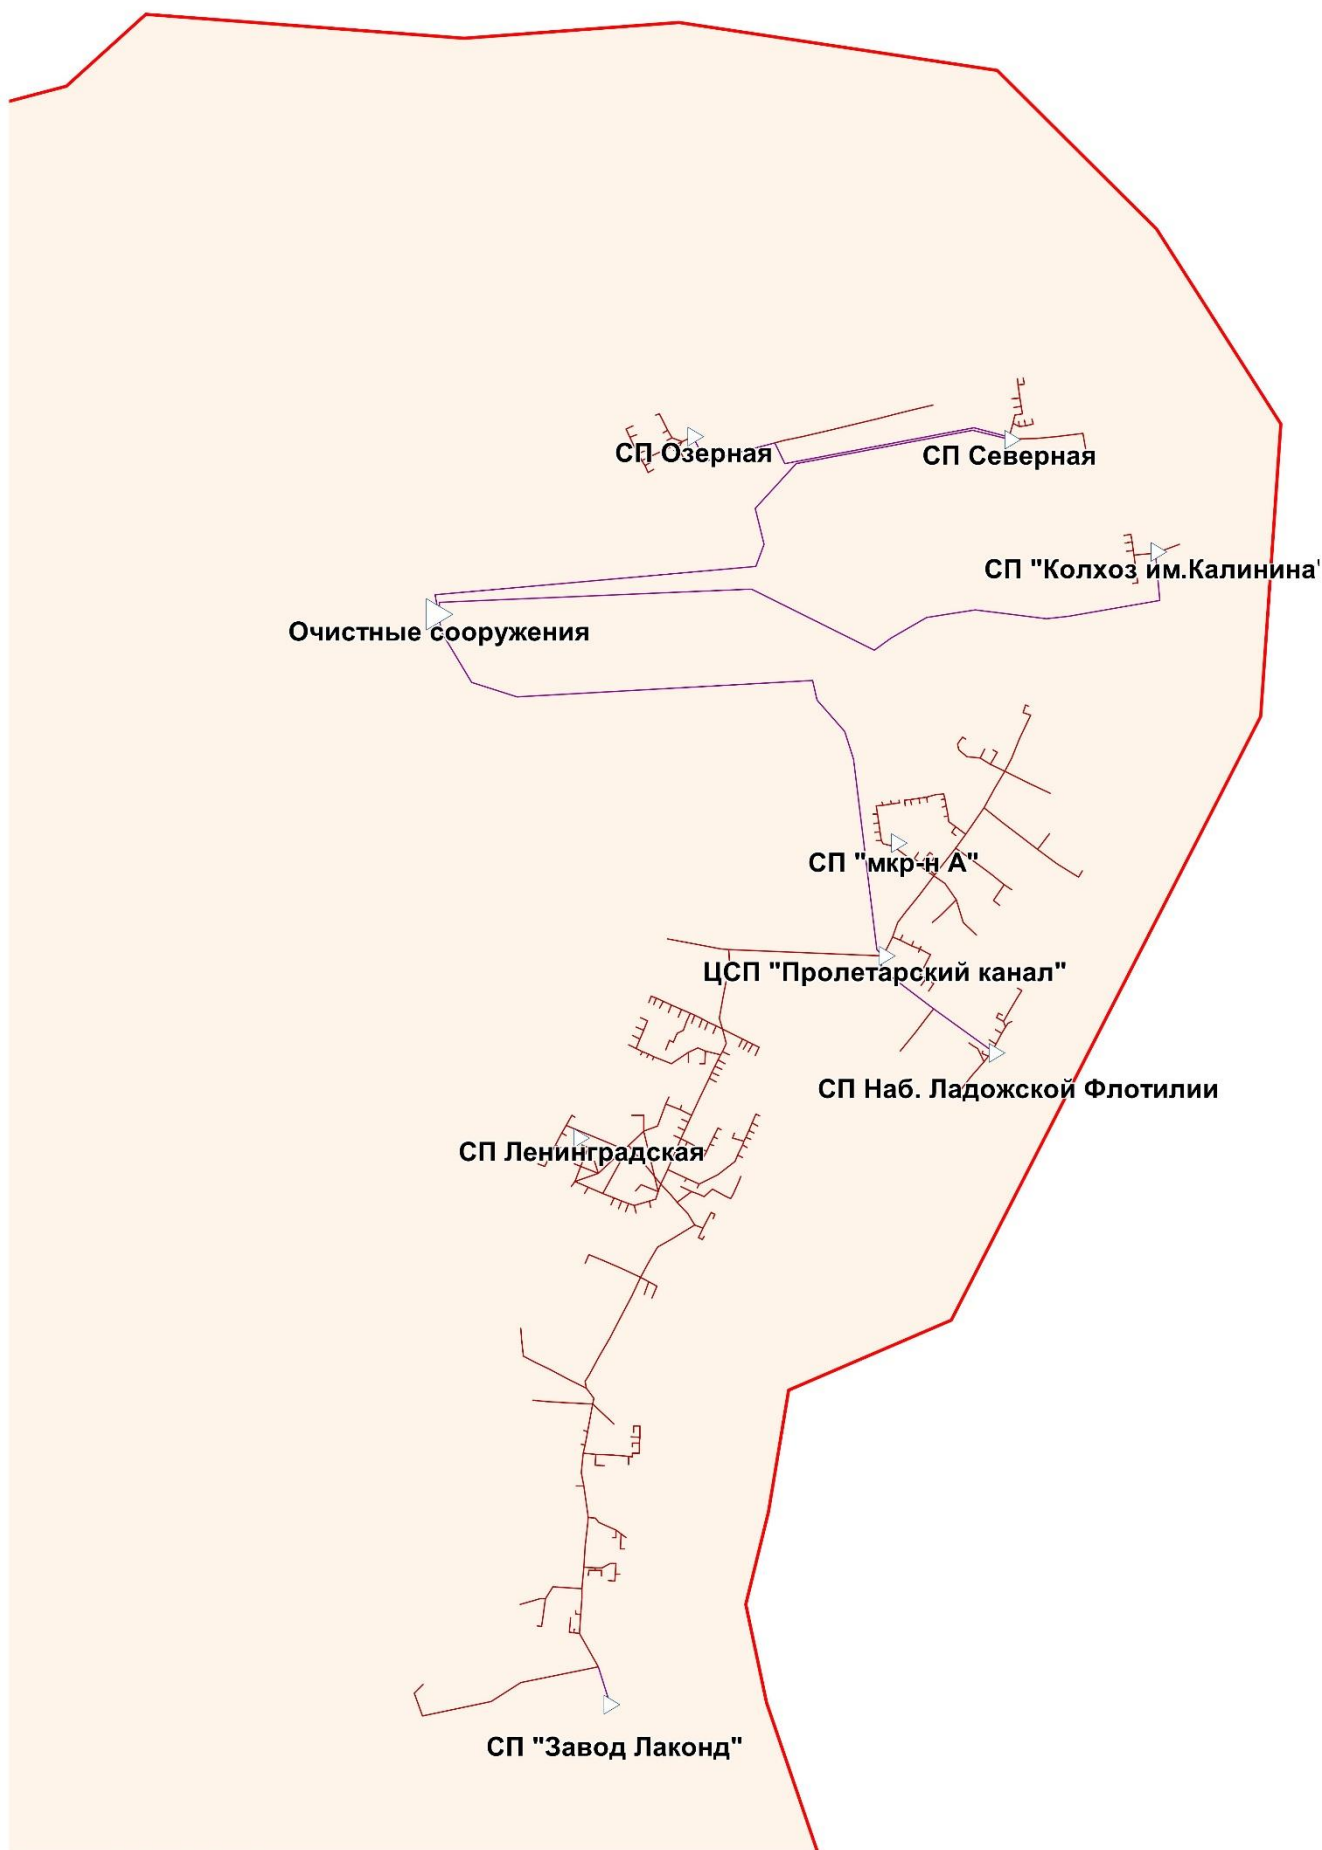 СП Озерная
СП Северная
СП "Колхоз им.Калинина'
Очистные сооружения
СП "мкр-н А"
ЦСП "Пролетарский канал"
СП Наб. Ладожской Флотилии
СП Ленинградская
СП "Завод Лаконд"